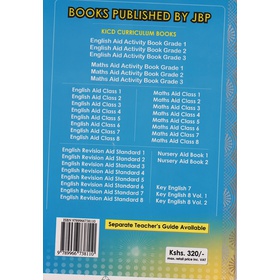 BOOKS PUBLISHED BY JBP
KICD CURRICULUM BOOKS
English Aid Activity Book Grade 1
English Aid Activity Book Grade 2
English Aid Activity Book Grade 3
Maths Aid Activity Book Grade 1
Maths Aid Activity Book Grade 2
Maths Aid Activity Book Grade 3
English Aid Class 1
English Aid Class 2
English Aid Class 3
English Aid Class 4
English Aid Class 5
English Aid Class 6
English Aid Class 7
English Aid Class 8
Maths Aid Class 1
Maths Aid Class 2
Maths Aid Class 3
Maths Aid Class 4
Maths Aid Class 5
Maths Aid Class 6
Maths Aid Class 7
Maths Aid Class 8
English Revision Aid Standard 1
English Revision Aid Standard 2
English Revision Aid Standard 3
English Revision Aid Standard 4
English Revision Aid Standard 5
English Revision Aid Standard 6
English Revision Aid Standard 7
English Revision Aid Standard 8
Nursery Aid Book 1
Nursery Aid Book 2
Key English 7
Key English 8 Vol. 1
Key English 8 Vol. 2
Separate Teacher's Guide Available
Kshs. 320/-
max. retail price inc. VAT